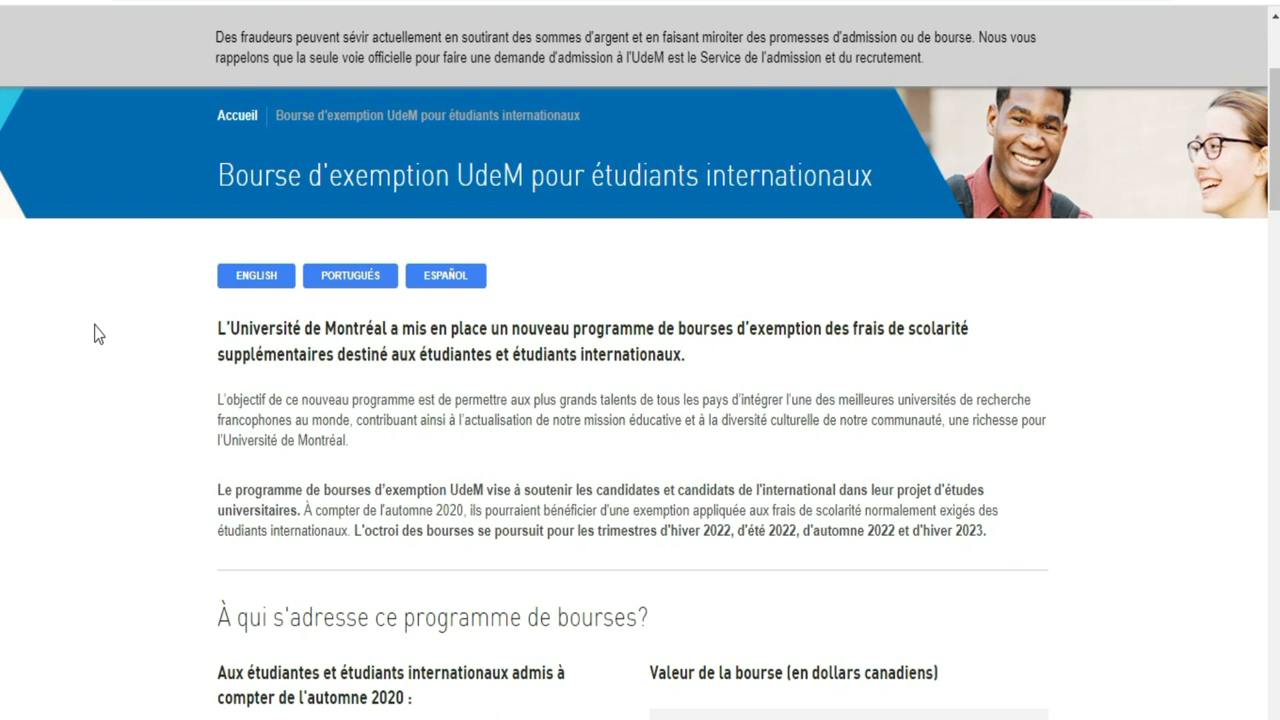 Des fraudeurs peuvent sévir actuellement en soutirant des sommes d'argent et en faisant miroiter des promesses d'admission ou de bourse. Nous vous
rappelons que la seule voie officielle pour faire une demande d'admission à l'UdeM est le Service de l'admission et du recrutement.
Accueil Bourse d'exemption UdeM pour étudiants internationaux
Bourse d'exemption UdeM pour étudiants internationaux
ENGLISH PORTUGUÉS ESPAÑOL
L'Université de Montréal a mis en place un nouveau programme de bourses d'exemption des frais de scolarité
supplémentaires destiné aux étudiantes et étudiants internationaux.
L'objectif de ce nouveau programme est de permettre aux plus grands talents de tous les pays d'intégrer l'une des meilleures universités de recherche
francophones au monde, contribuant ainsi à l'actualisation de notre mission éducative et à la diversité culturelle de notre communauté, une richesse pour
l'Université de Montréal.
Le programme de bourses d'exemption UdeM vise à soutenir les candidates et candidats de l'international dans leur projet d'études
universitaires. À compter de l'automne 2020, ils pourraient bénéficier d'une exemption appliquée aux frais de scolarité normalement exigés des
étudiants internationaux. L'octroi des bourses se poursuit pour les trimestres d'hiver 2022, d'été 2022, d'automne 2022 et d'hiver 2023.
À qui s'adresse ce programme de bourses?
Aux étudiantes et étudiants internationaux admis à
compter de l'automne 2020 :
Valeur de la bourse (en dollars canadiens)